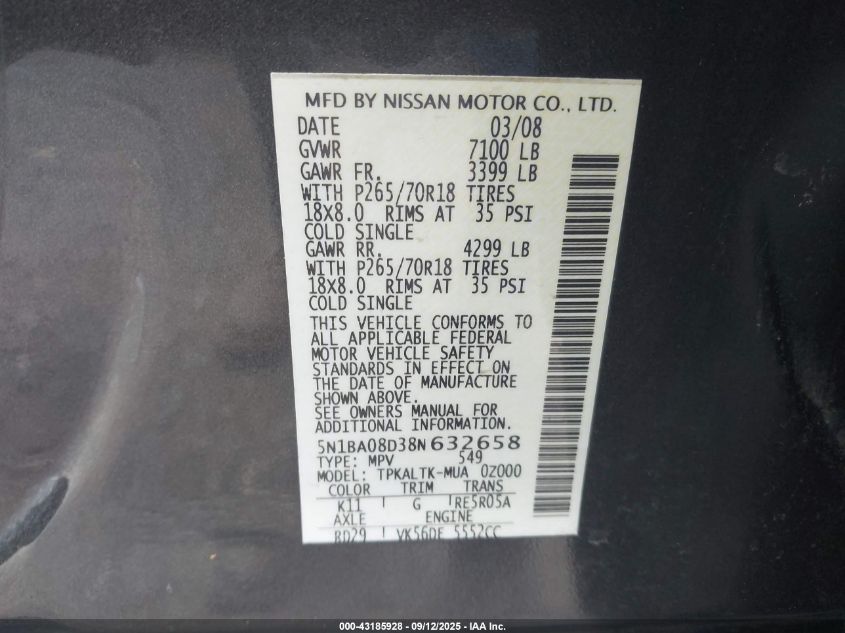 MFD BY NISSAN MOTOR CO., LTD.
DATE 03/08
GVWR 7100 LB
GAWR FR. 3399 LB
WITH P265/70R18 TIRES
18X8.0 RIMS AT 35 PSI
COLD SINGLE
GAWR RR. 4299 LB
WITH P265/70R18 TIRES
18X8.0 RIMS AT 35 PSI
COLD SINGLE
THIS VEHICLE CONFORMS TO
ALL APPLICABLE FEDERAL
MOTOR VEHICLE SAFETY
STANDARDS IN EFFECT ON
THE DATE OF MANUFACTURE
SHOWN ABOVE.
SEE OWNERS MANUAL FOR
ADDITIONAL INFORMATION.
5N1BA08D38N632658
TYPE: MPV 549
MODEL: TPKALTK-MUA 0Z000
COLOR TRIM TRANS
K11 G RE5R05A
AXLE ENGINE
RD29 VK56DE 5552CC
000-43185928 - 09/12/2025 - IAA Inc.